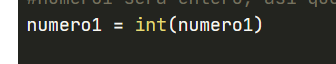 numero1 = int(numero1)